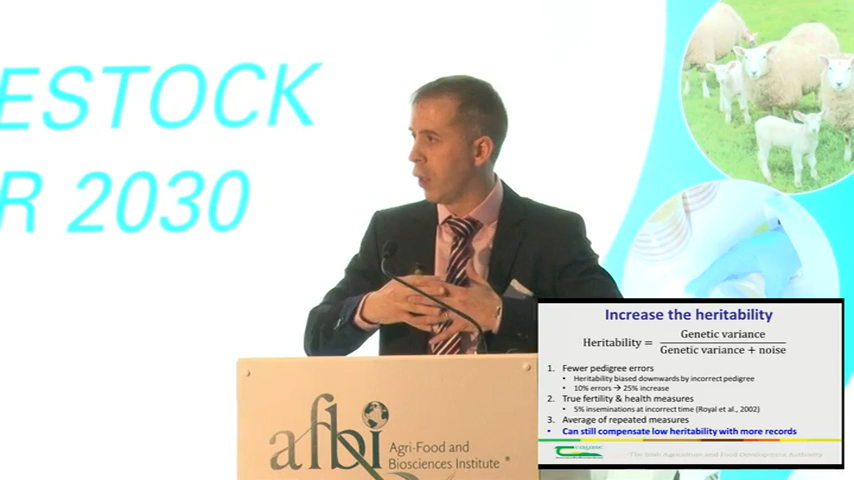 ESTOCK
R 2030
afbi
Agri-Food and
Biosciences Institute
Increase the heritability
Heritability = Genetic variance / Genetic variance + noise
1. Fewer pedigree errors
• Heritability biased downwards by incorrect pedigree
• 10% errors → 25% increase
2. True fertility & health measures
• 5% inseminations at incorrect time (Royal et al., 2002)
3. Average of repeated measures
• Can still compensate low heritability with more records
The Irish Agriculture and Food Development Authority